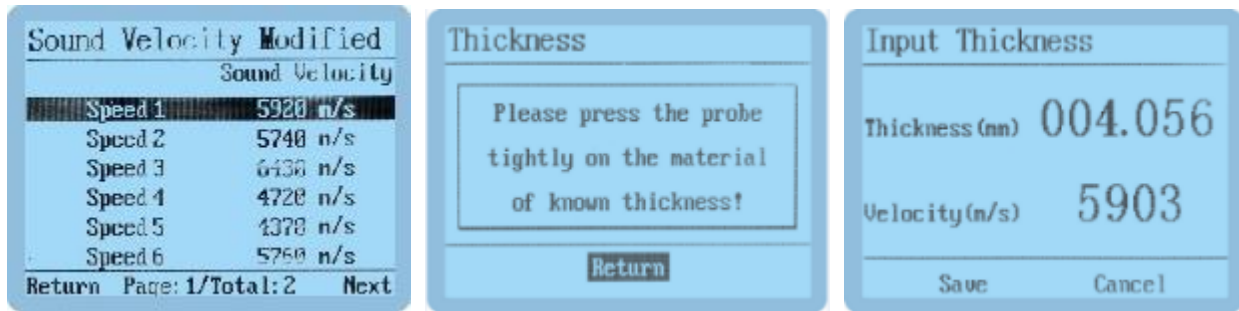 Sound Velocity Modified
Sound Velocity
Speed 1 5920 m/s
Speed 2 5740 m/s
Speed 3 6430 m/s
Speed 4 4720 m/s
Speed 5 4370 m/s
Speed 6 5760 m/s
Return Page:1/Total:2 Next
Thickness
Please press the probe
tightly on the material
of known thickness!
Return
Input Thickness
Thickness(mm) 004.056
Velocity(m/s) 5903
Save Cancel